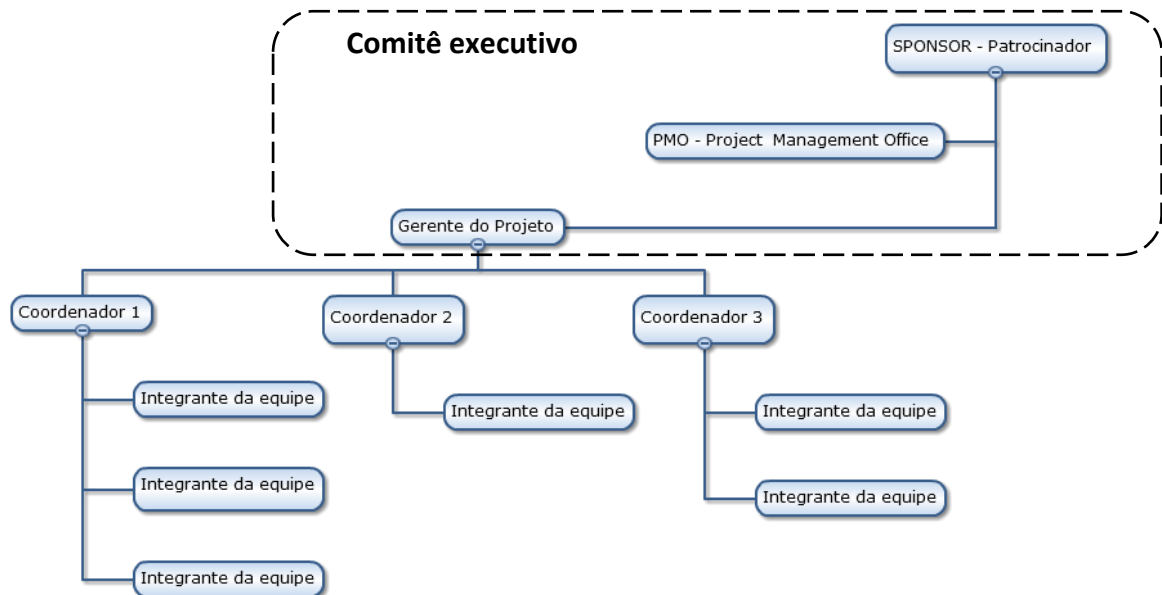 Comitê executivo
SPONSOR - Patrocinador
PMO - Project Management Office
Gerente do Projeto
Coordenador 1
Coordenador 2
Coordenador 3
Integrante da equipe
Integrante da equipe
Integrante da equipe
Integrante da equipe
Integrante da equipe
Integrante da equipe